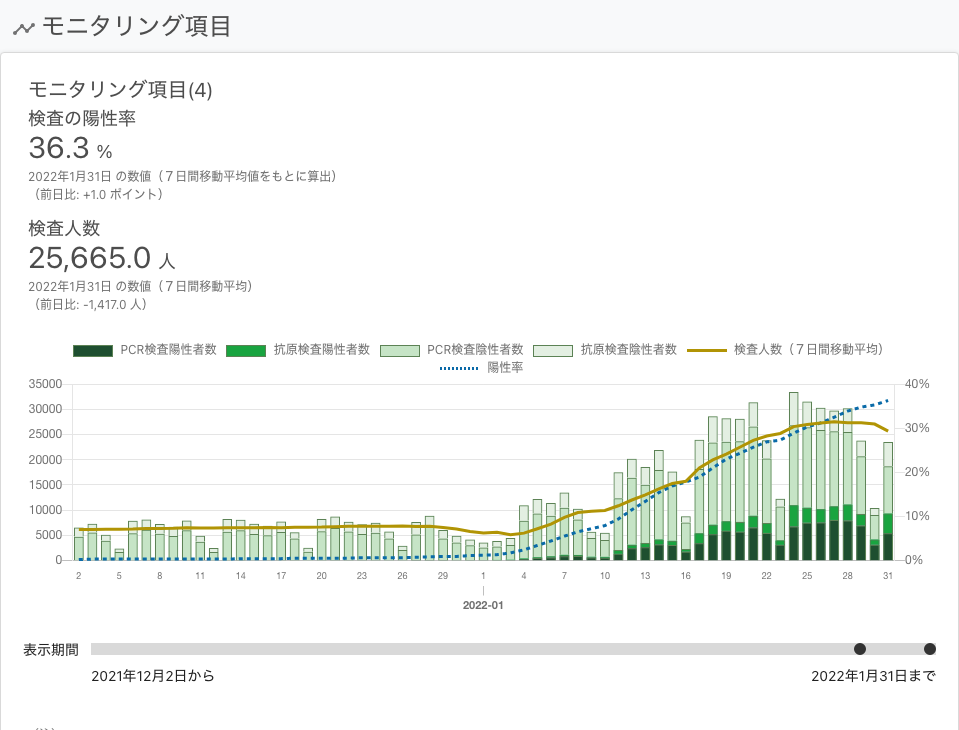 モニタリング項目
モニタリング項目(4)
検査の陽性率
36.3 %
2022年1月31日 の数値（７日間移動平均値をもとに算出）
（前日比: +1.0 ポイント）
検査人数
25,665.0 人
2022年1月31日 の数値（７日間移動平均）
（前日比: -1,417.0 人）
PCR検査陽性者数 抗原検査陽性者数 PCR検査陰性者数 抗原検査陰性者数 検査人数（７日間移動平均）
陽性率
35000 40%
30000
25000 30%
20000
15000 20%
10000 10%
5000
0 0%
2 5 8 11 14 17 20 23 26 29 1 4 7 10 13 16 19 22 25 28 31
2022-01
表示期間
2021年12月2日から 2022年1月31日まで